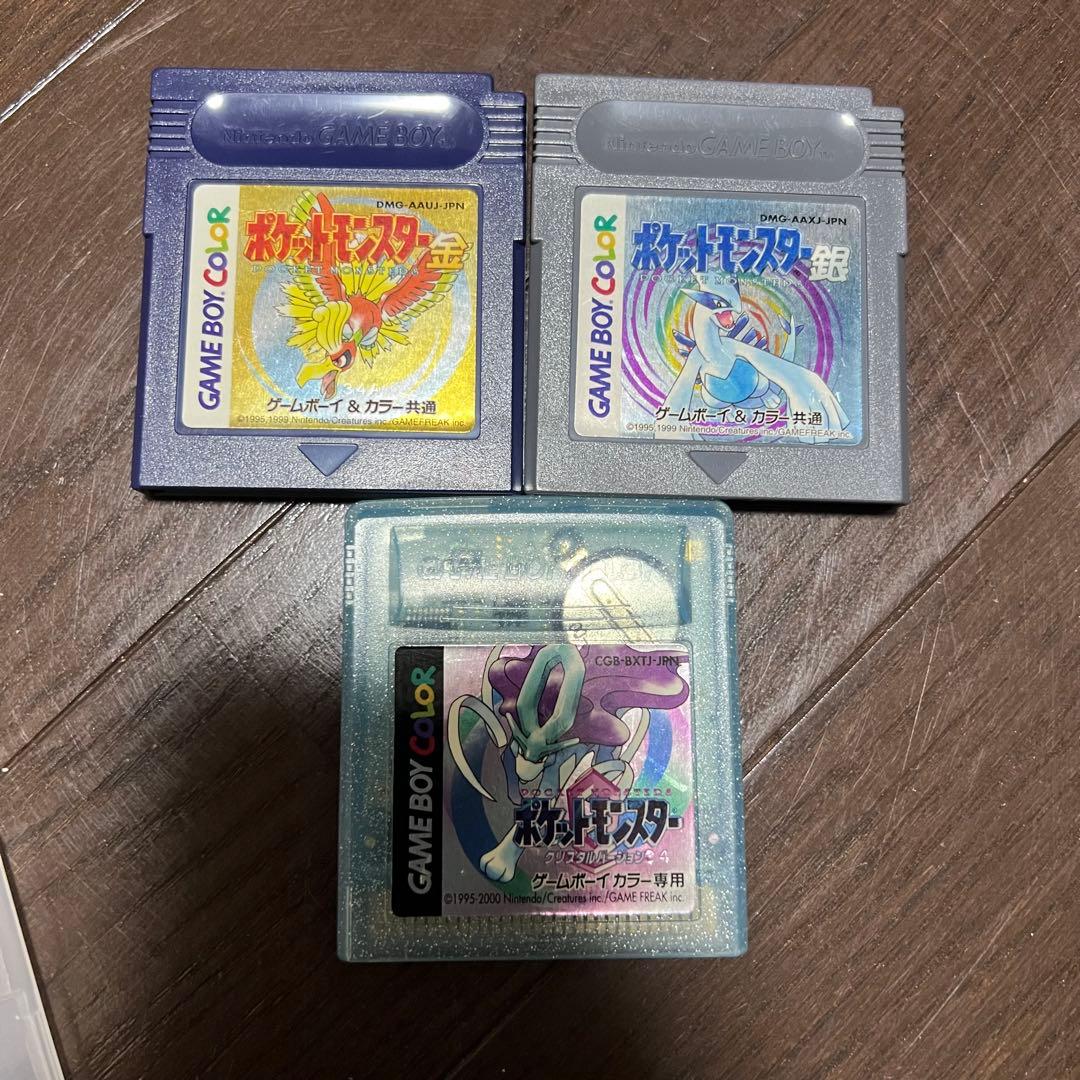 Nintendo GAME BOY TM
GAME BOY COLOR
DMG-AAUJ-JPN
ポケットモンスター金
POCKET MONSTERS
ゲームボーイ & カラー共通
©1995,1999 Nintendo/Creatures inc./GAMEFREAK inc.
Nintendo GAME BOY TM
GAME BOY COLOR
DMG-AAXJ-JPN
ポケットモンスター銀
POCKET MONSTERS
ゲームボーイ & カラー共通
©1995,1999 Nintendo/Creatures inc./GAMEFREAK inc.
GAME BOY
GAME BOY COLOR
CGB-BXTJ-JPN
POCKET MONSTERS
ポケットモンスター
クリスタルバージョン
ゲームボーイ カラー専用
©1995-2000 Nintendo/Creatures inc./GAME FREAK inc.